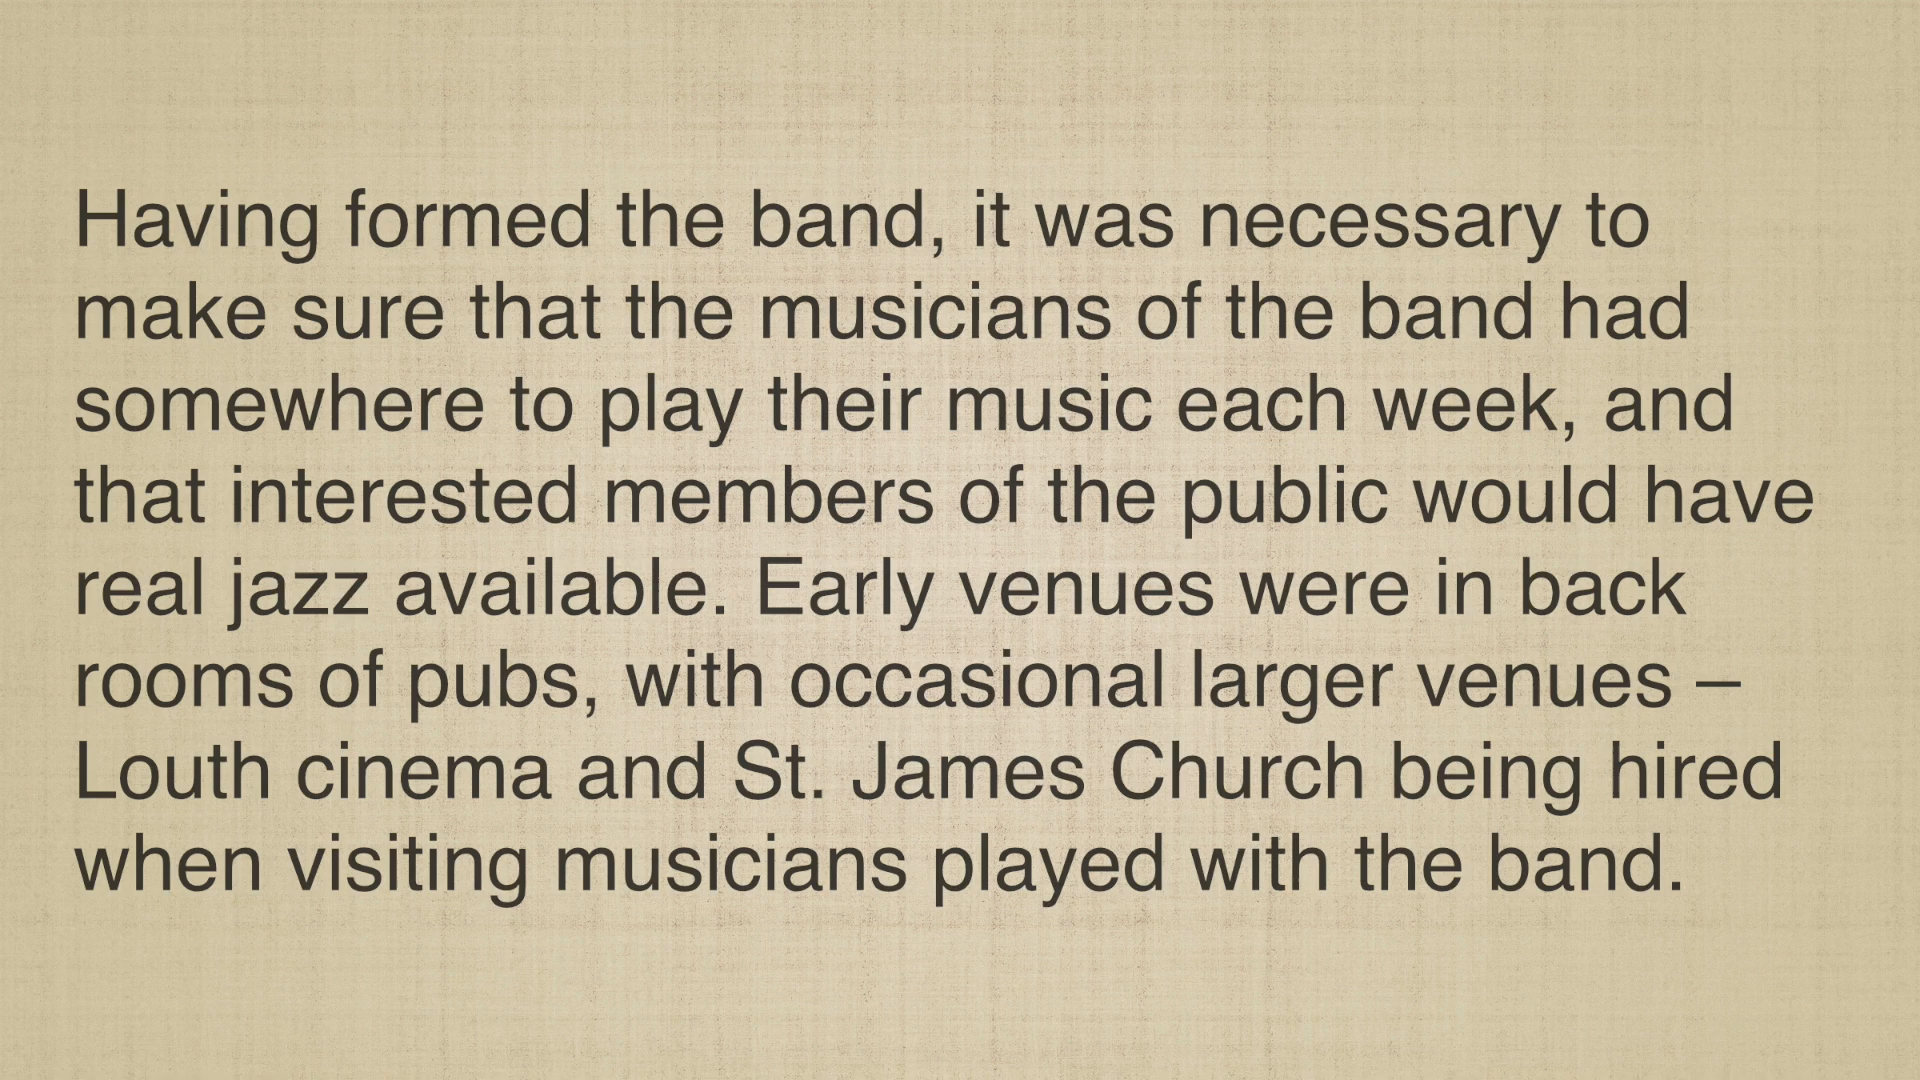 Having formed the band, it was necessary to
make sure that the musicians of the band had
somewhere to play their music each week, and
that interested members of the public would have
real jazz available. Early venues were in back
rooms of pubs, with occasional larger venues –
Louth cinema and St. James Church being hired
when visiting musicians played with the band.